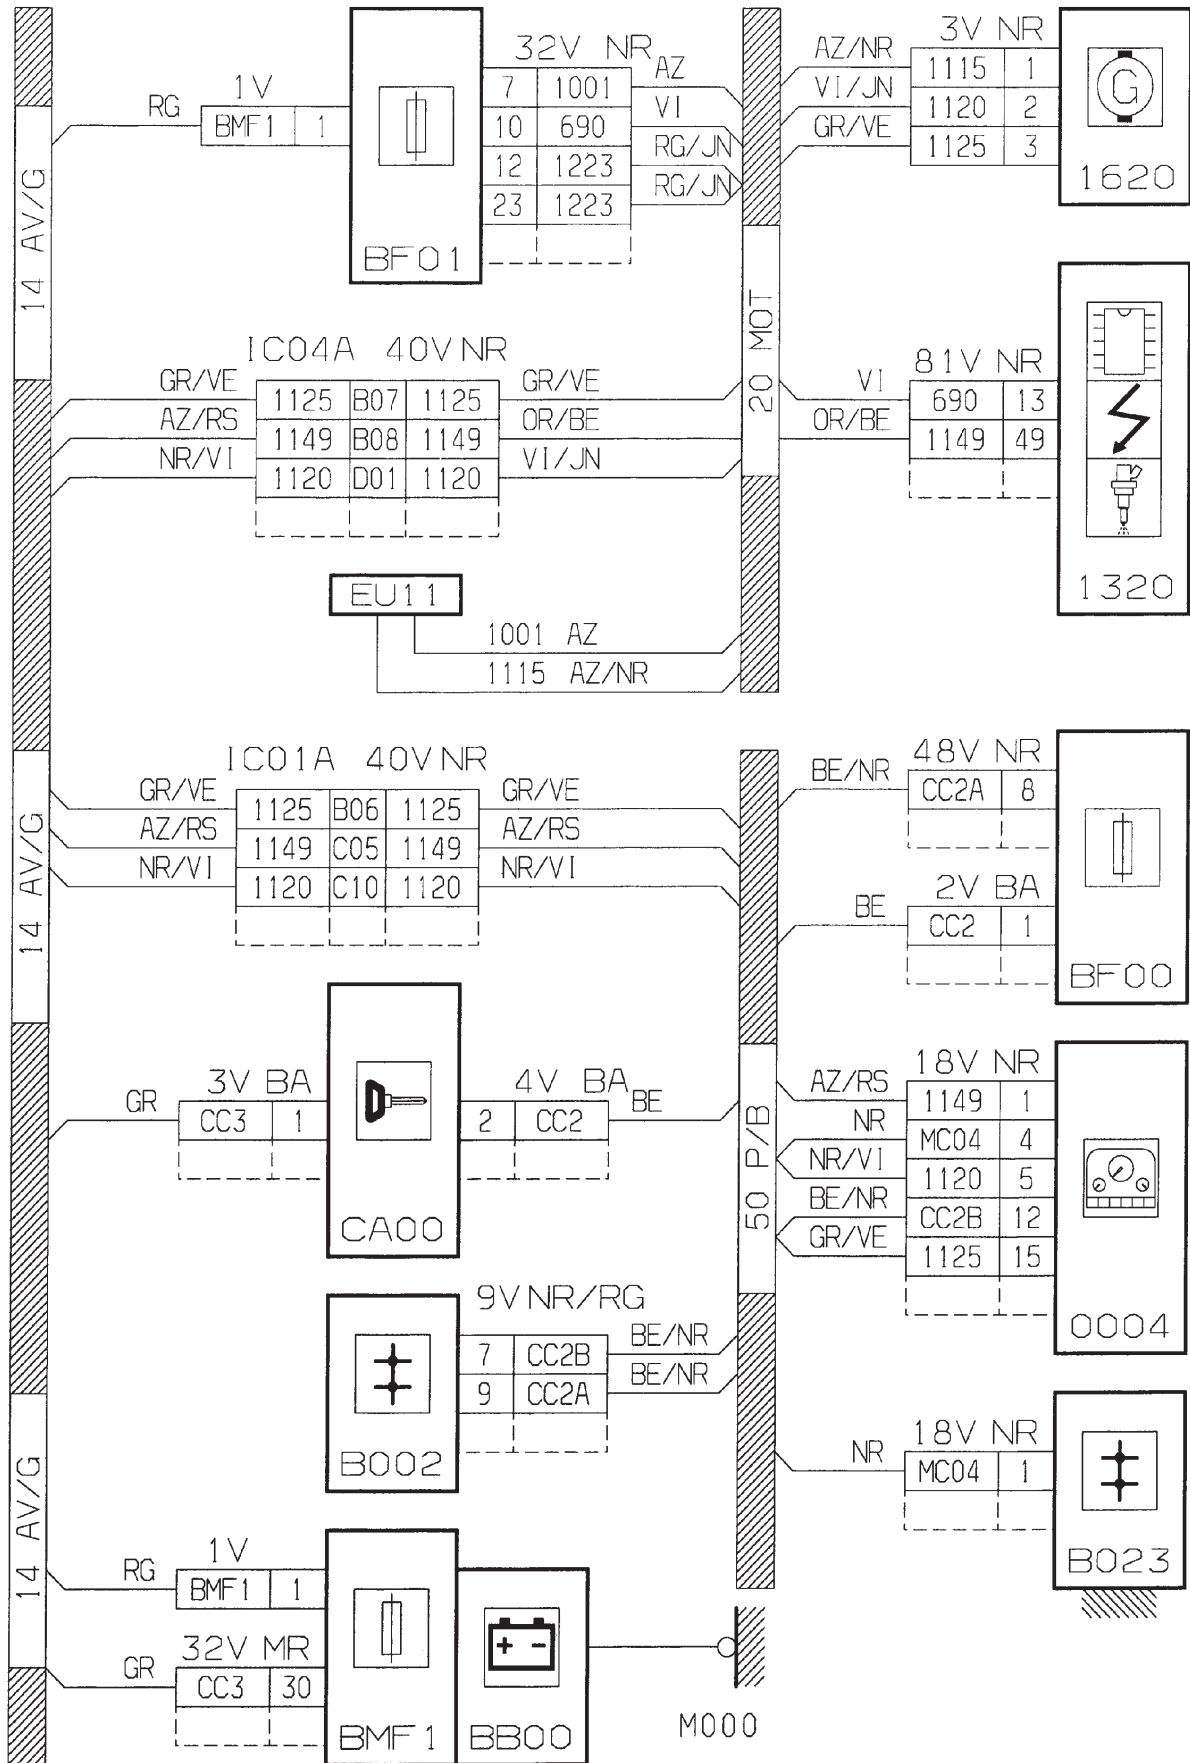 14 AV/G
RG
1V
BMF1 1
BF01
32V NR
7 1001 AZ
10 690 VI
12 1223 RG/JN
23 1223 RG/JN
20 MOT
3V NR
AZ/NR 1115 1
VI/JN 1120 2
GR/VE 1125 3
1620
IC04A 40V NR
GR/VE 1125 B07 1125 GR/VE
AZ/RS 1149 B08 1149 OR/BE
NR/VI 1120 D01 1120 VI/JN
81V NR
VI 690 13
OR/BE 1149 49
1320
EU11
1001 AZ
1115 AZ/NR
14 AV/G
IC01A 40V NR
GR/VE 1125 B06 1125 GR/VE
AZ/RS 1149 C05 1149 AZ/RS
NR/VI 1120 C10 1120 NR/VI
48V NR
BE/NR CC2A 8
2V BA
BE CC2 1
BF00
3V BA
GR CC3 1
CA00
4V BA
2 CC2 BE
50 P/B
18V NR
AZ/RS 1149 1
NR MC04 4
NR/VI 1120 5
BE/NR CC2B 12
GR/VE 1125 15
0004
9V NR/RG
7 CC2B BE/NR
9 CC2A BE/NR
B002
18V NR
NR MC04 1
B023
14 AV/G
1V
RG BMF1 1
32V MR
GR CC3 30
BMF1
+ -
BB00
M000
G